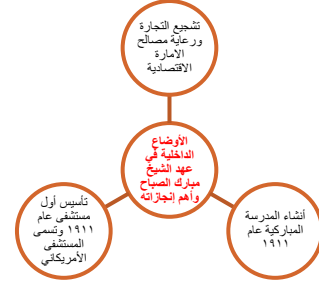 تشجيع التجارة
ورعاية مصالح
الامارة
الاقتصادية
الأوضاع
الداخلية في
عهد الشيخ
مبارك الصباح
وأهم إنجازاته
أنشاء المدرسة
المباركية عام
١٩١١
تأسيس أول
مستشفى عام
١٩١١ وتسمى
المستشفى
الأمريكاني